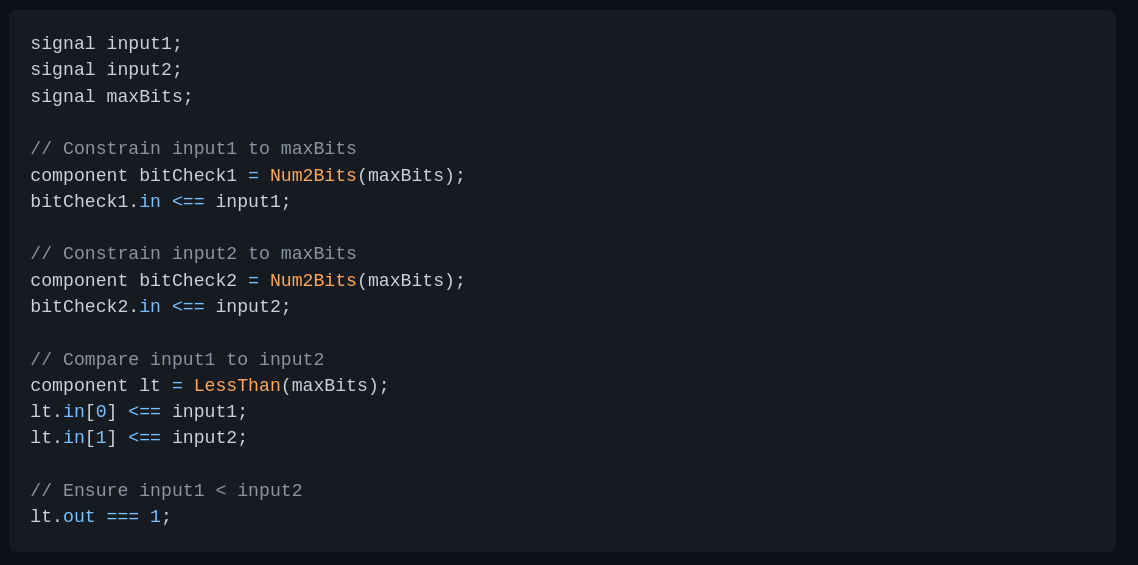 signal input1;
signal input2;
signal maxBits;

// Constrain input1 to maxBits
component bitCheck1 = Num2Bits(maxBits);
bitCheck1.in <== input1;

// Constrain input2 to maxBits
component bitCheck2 = Num2Bits(maxBits);
bitCheck2.in <== input2;

// Compare input1 to input2
component lt = LessThan(maxBits);
lt.in[0] <== input1;
lt.in[1] <== input2;

// Ensure input1 < input2
lt.out === 1;